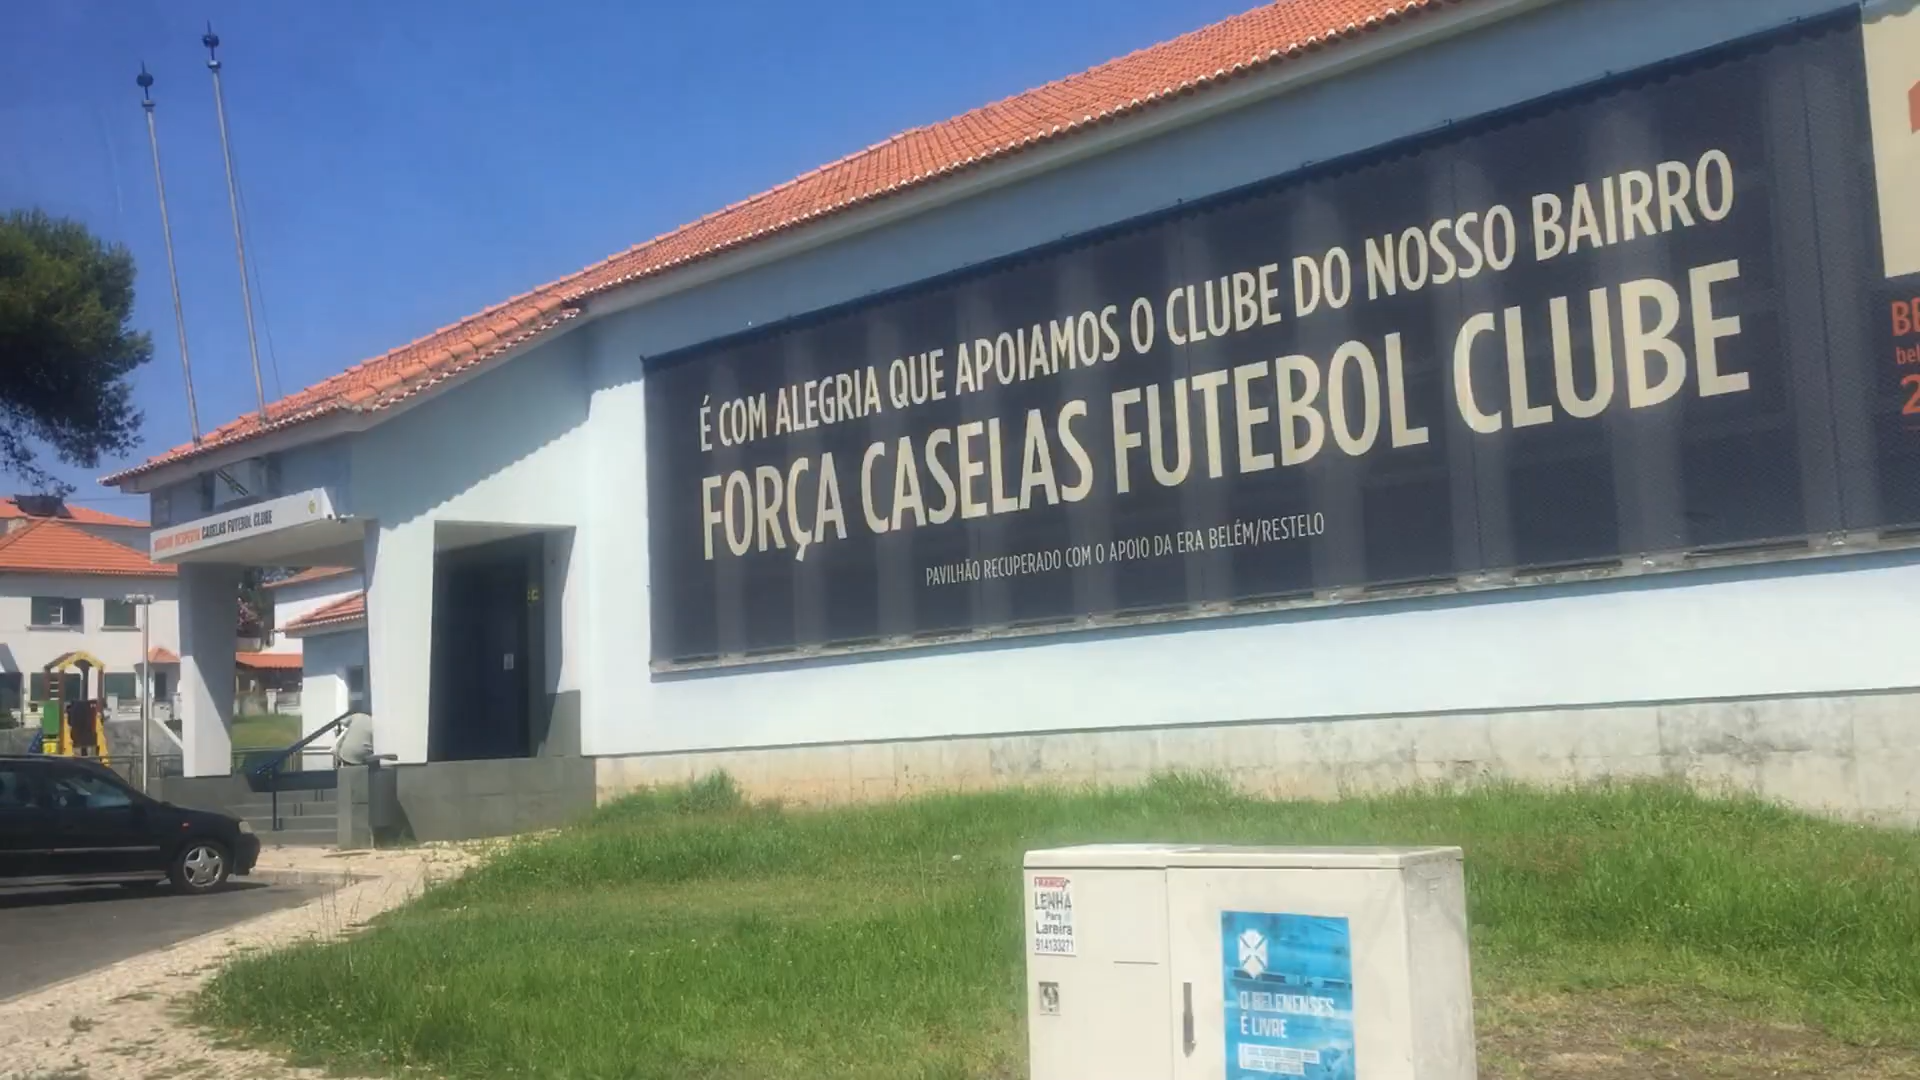 É COM ALEGRIA QUE APOIAMOS O CLUBE DO NOSSO BAIRRO
FORÇA CASELAS FUTEBOL CLUBE
PAVILHÃO RECUPERADO COM O APOIO DA ERA BELÉM/RESTELO
CASELAS FUTEBOL CLUBE
LENHA
Para
Lareira
914133271
O BELENENSES
É LIVRE